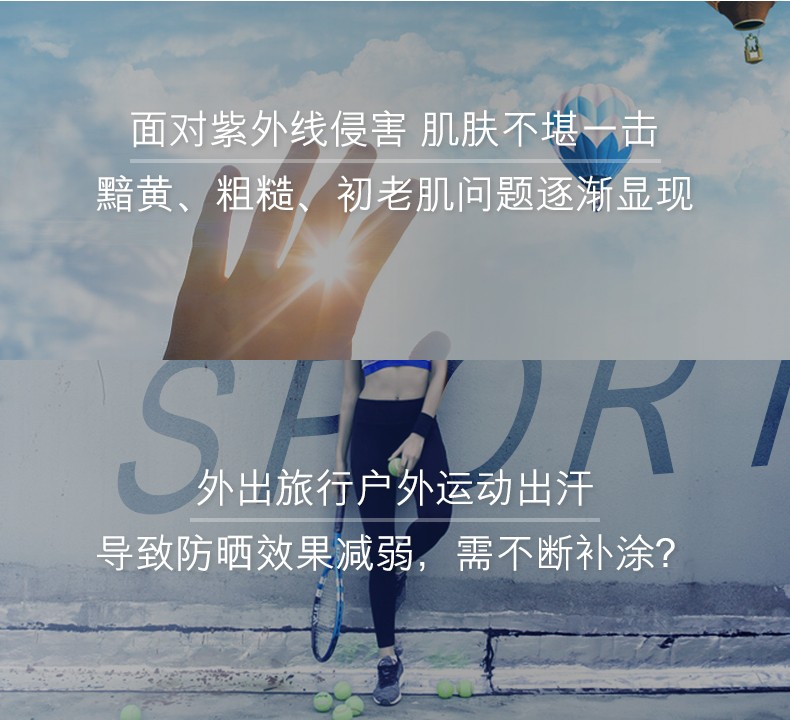 面对紫外线侵害 肌肤不堪一击
黯黄、粗糙、初老肌问题逐渐显现
SPORT
外出旅行户外运动出汗
导致防晒效果减弱，需不断补涂？